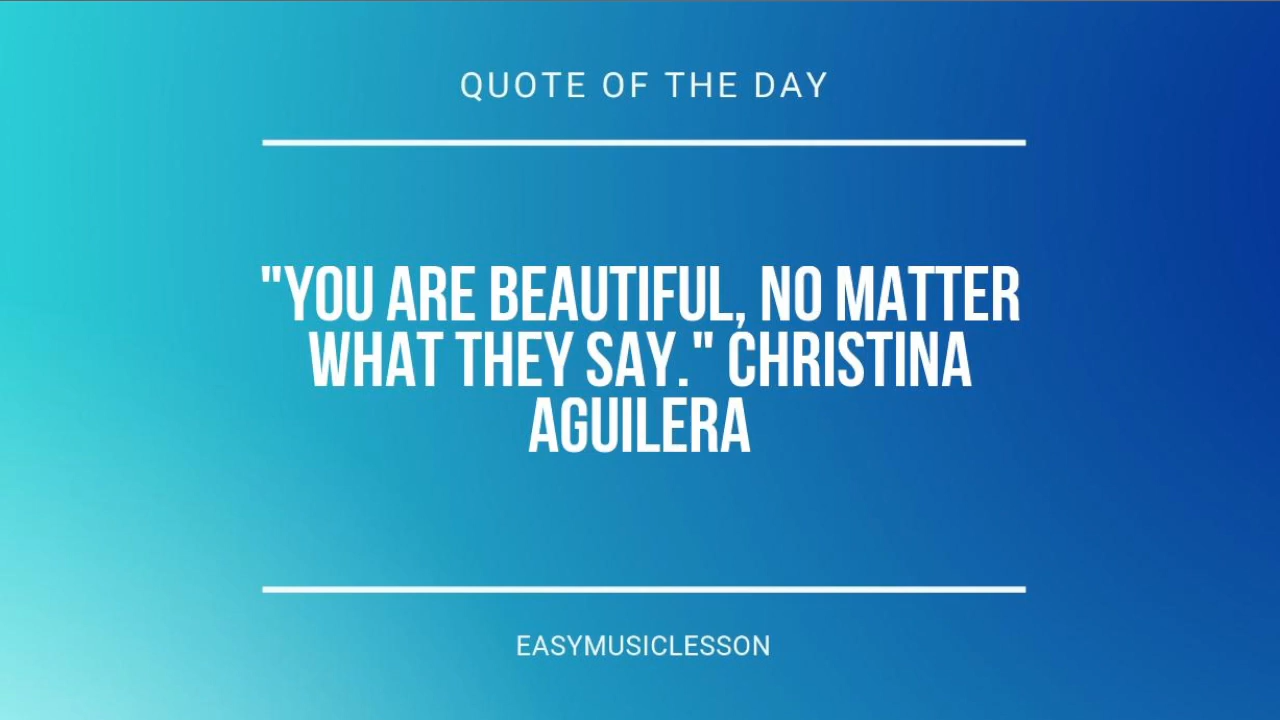 QUOTE OF THE DAY
"YOU ARE BEAUTIFUL, NO MATTER
WHAT THEY SAY." CHRISTINA
AGUILERA
EASYMUSICLESSON